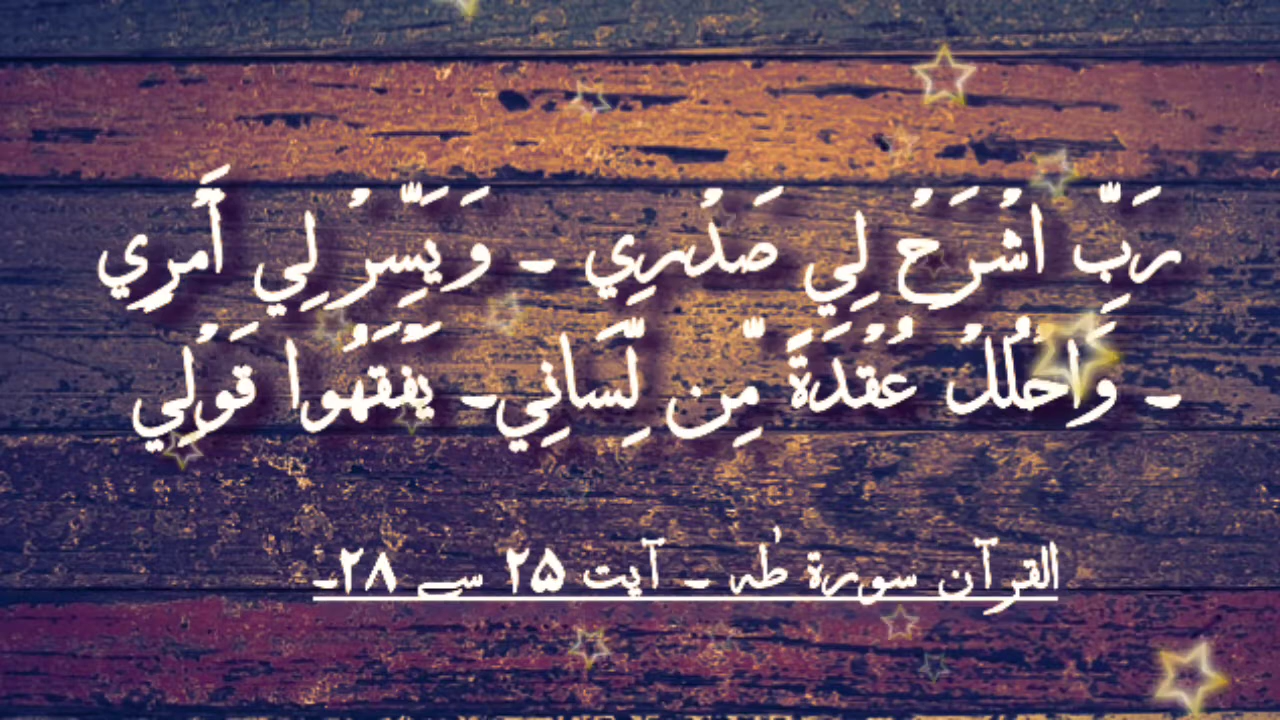 رَبِّ اشْرَحْ لِي صَدْرِي ۔ وَيَسِّرْ لِي أَمْرِي
۔ وَاحْلُلْ عُقْدَةً مِّن لِّسَانِي۔ يَفْقَهُوا قَوْلِي
القرآن سورۃ طٰہ ۔ آیت ۲۵ سے ۲۸۔